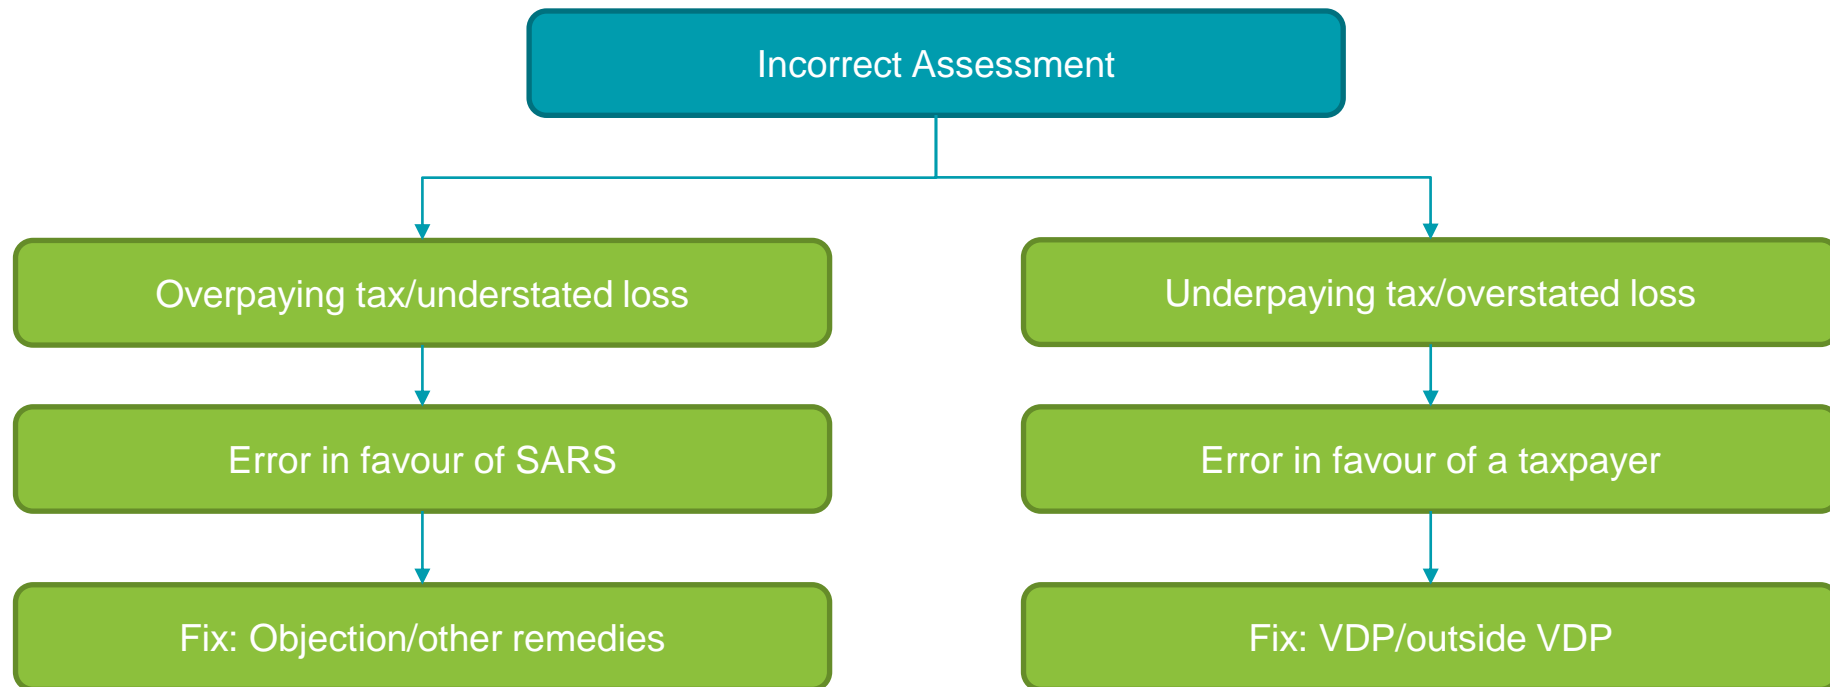 Incorrect Assessment
Overpaying tax/understated loss
Underpaying tax/overstated loss
Error in favour of SARS
Error in favour of a taxpayer
Fix: Objection/other remedies
Fix: VDP/outside VDP